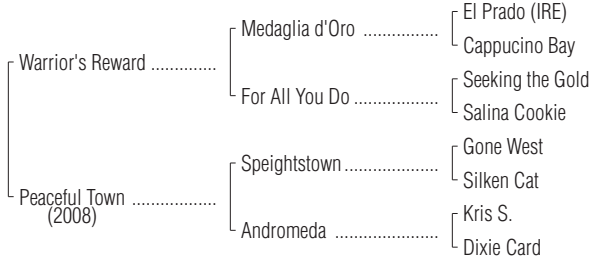 El Prado (IRE)
Medaglia d'Oro ................
Cappucino Bay
Warrior's Reward ..............
Seeking the Gold
For All You Do ..................
Salina Cookie
Gone West
Speightstown....................
Silken Cat
Peaceful Town ..................
(2008)
Kris S.
Andromeda ......................
Dixie Card